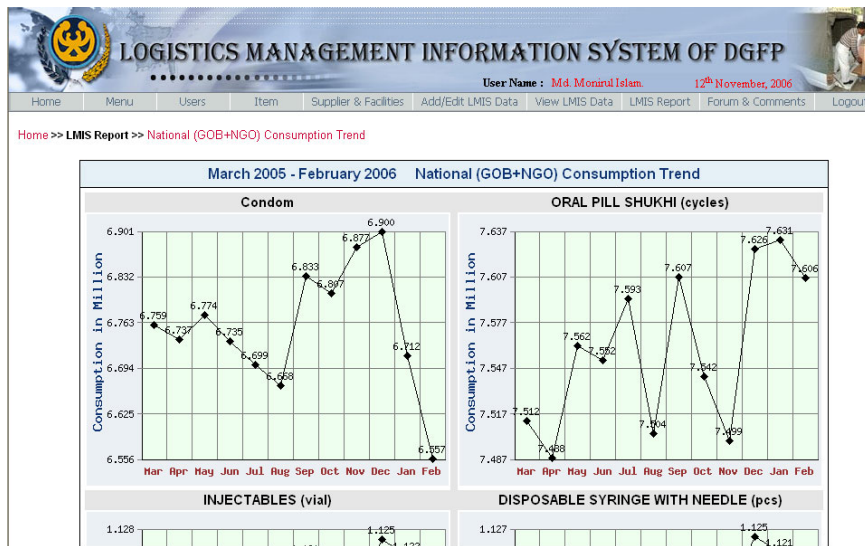 LOGISTICS MANAGEMENT INFORMATION SYSTEM OF DGFP
User Name : Md. Monirul Islam. 12th November, 2006
Home Menu Users Item Supplier & Facilities Add/Edit LMIS Data View LMIS Data LMIS Report Forum & Comments Logout
Home >> LMIS Report >> National (GOB+NGO) Consumption Trend
March 2005 - February 2006 National (GOB+NGO) Consumption Trend
Condom
Consumption in Million
6.901
6.832
6.763
6.694
6.625
6.556
6.759 6.737 6.774 6.735 6.699 6.668 6.833 6.807 6.877 6.900 6.712 6.557
Mar Apr May Jun Jul Aug Sep Oct Nov Dec Jan Feb
ORAL PILL SHUKHI (cycles)
Consumption in Million
7.637
7.607
7.577
7.547
7.517
7.487
7.512 7.488 7.562 7.552 7.593 7.504 7.607 7.542 7.499 7.626 7.631 7.606
Mar Apr May Jun Jul Aug Sep Oct Nov Dec Jan Feb
INJECTABLES (vial)
1.128
1.125
DISPOSABLE SYRINGE WITH NEEDLE (pcs)
1.127
1.125
1.121